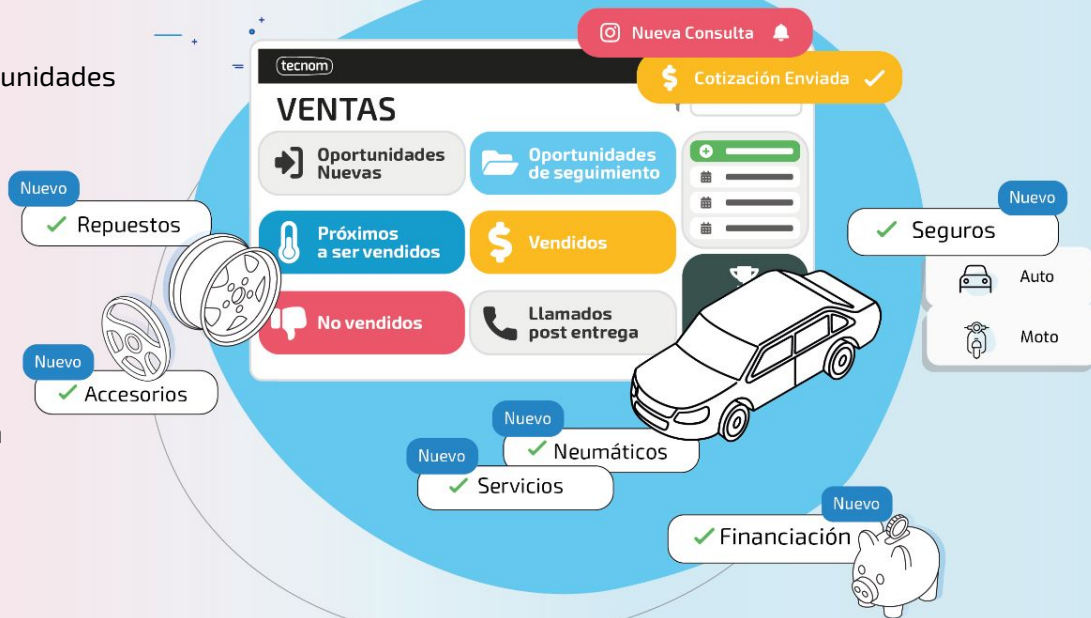 Nueva Consulta
Cotización Enviada
tecnom
unidades
VENTAS
Oportunidades
Nuevas
Oportunidades
de seguimiento
Próximos
a ser vendidos
Vendidos
No vendidos
Llamados
post entrega
Nuevo
Repuestos
Nuevo
Accesorios
Nuevo
Seguros
Auto
Moto
Nuevo
Neumáticos
Nuevo
Servicios
Nuevo
Financiación